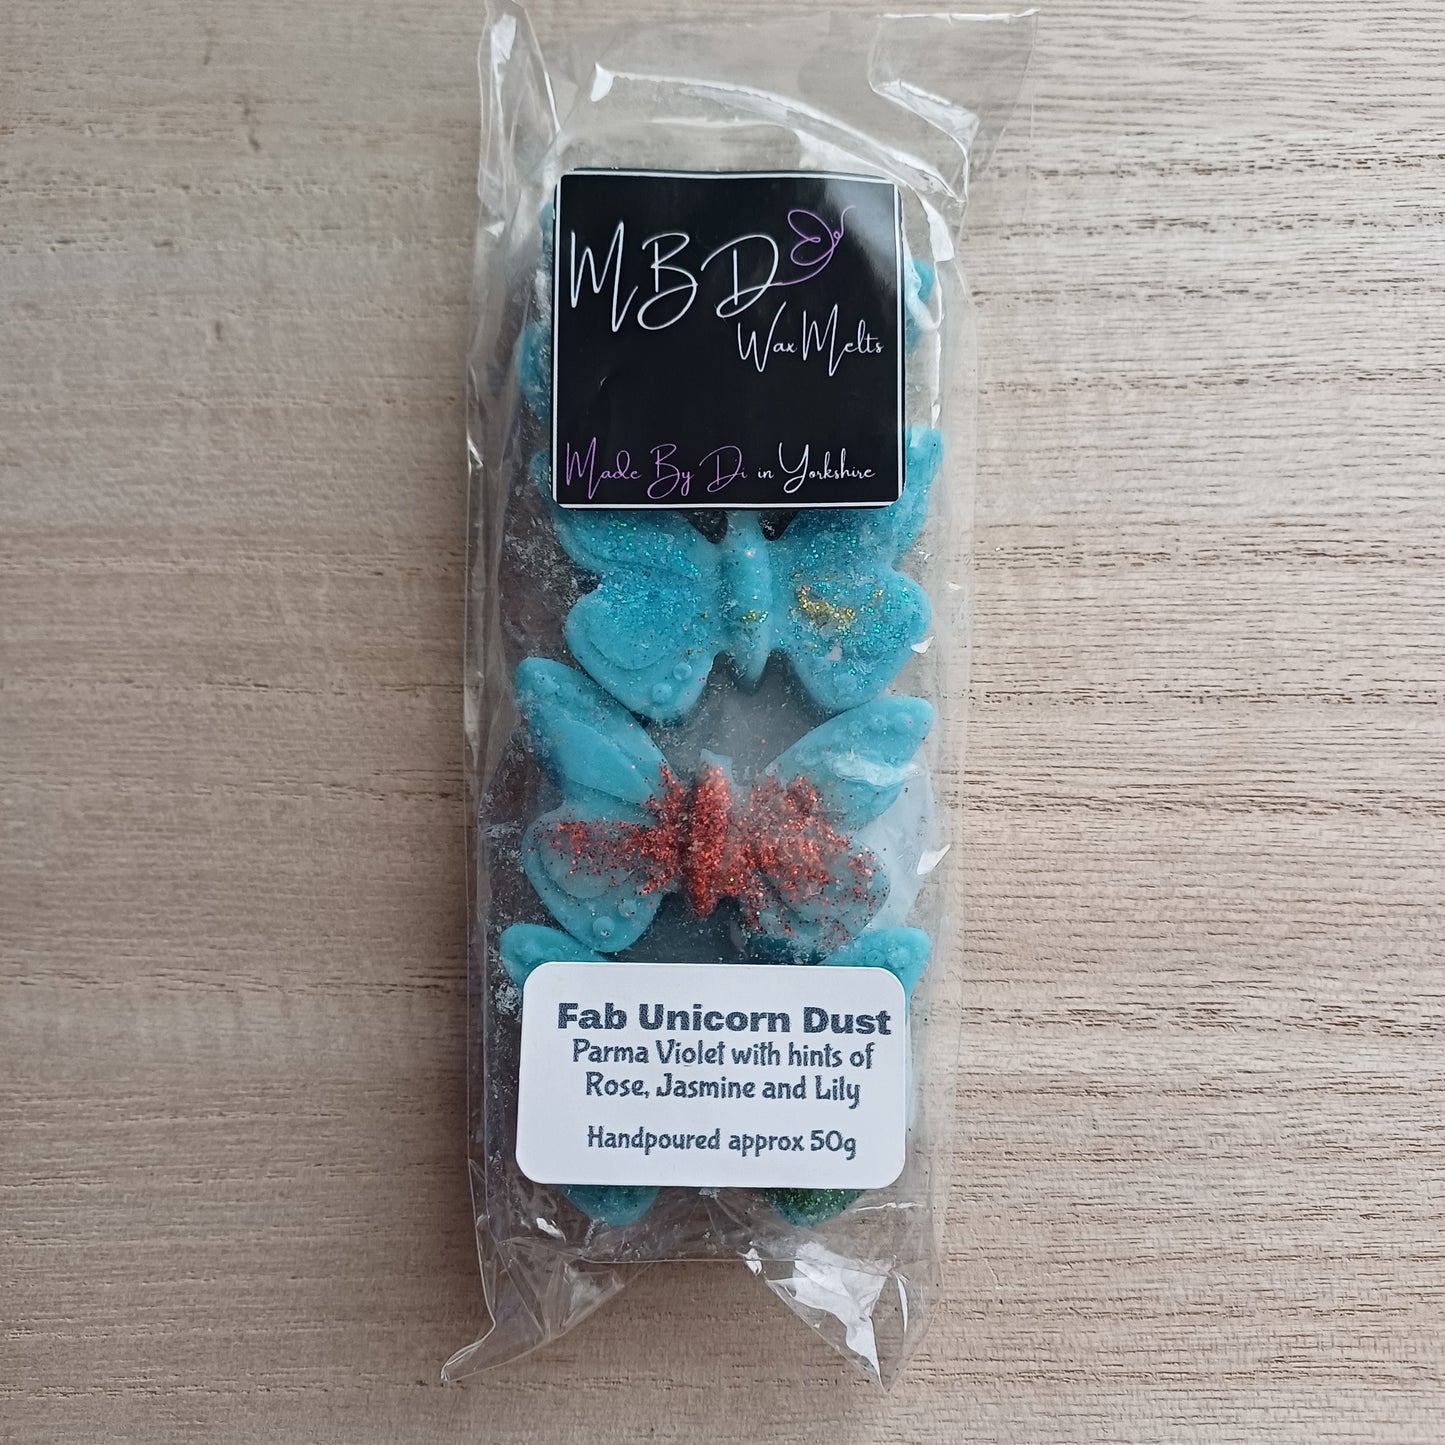 MBD
Wax Melts
Made By Di in Yorkshire
Fab Unicorn Dust
Parma Violet with hints of
Rose, Jasmine and Lily
Handpoured approx 50g